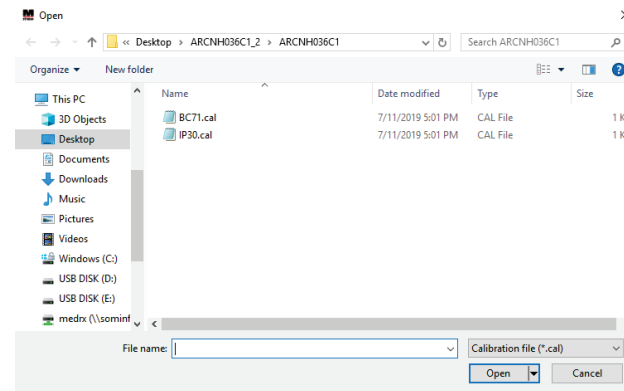 Open
« Desktop > ARCNH036C1_2 > ARCNH036C1
Search ARCNH036C1
Organize
New folder
Name Date modified Type Size
This PC
3D Objects
Desktop
Documents
Downloads
Music
Pictures
Videos
Windows (C:)
USB DISK (D:)
USB DISK (E:)
medrx (\\sominf
BC71.cal 7/11/2019 5:01 PM CAL File 1 K
IP30.cal 7/11/2019 5:01 PM CAL File 1 K
File name:
Calibration file (*.cal)
Open
Cancel